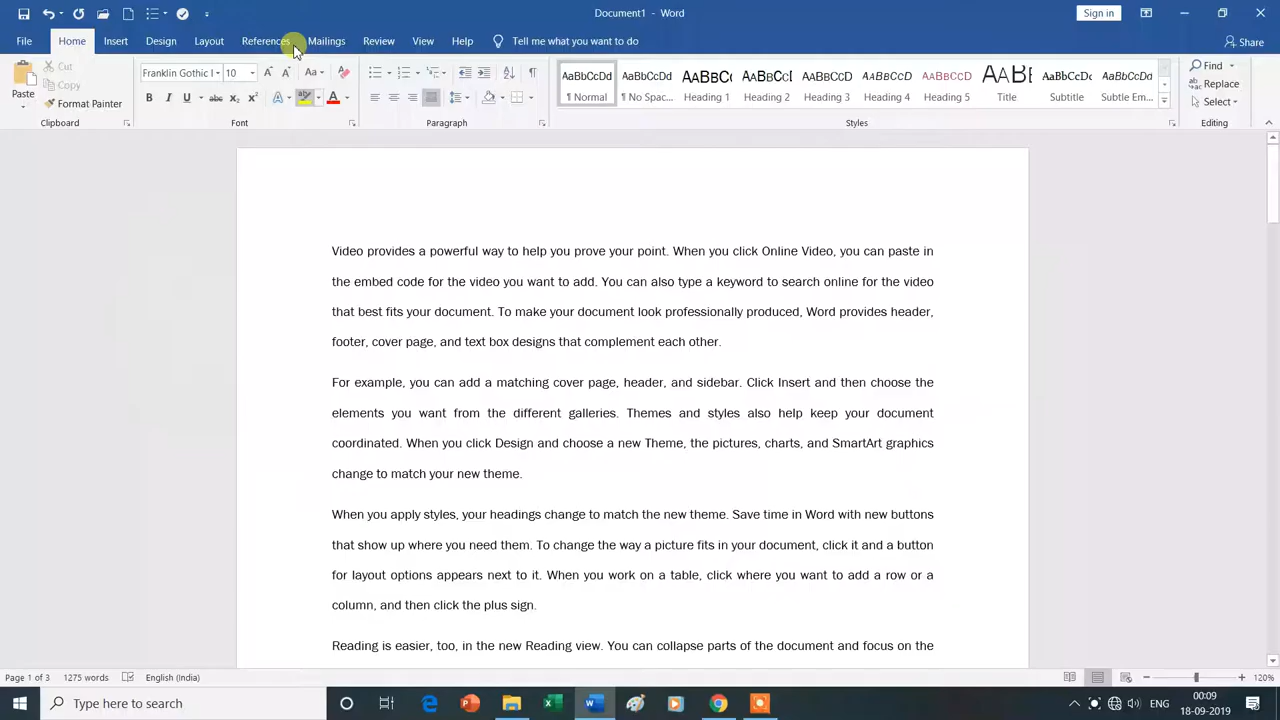 Document1 - Word
Sign in
File Home Insert Design Layout References Mailings Review View Help Tell me what you want to do Share
Paste
Cut
Copy
Format Painter
Clipboard
Franklin Gothic 10
Font
Paragraph
AaBbCcDd AaBbCcDd AaBbCc AaBbCcD AaBbCcDd AaBbCcD AaBbCcD AaBb AaBbCcDc AaBbCcDd
¶ Normal ¶ No Spac... Heading 1 Heading 2 Heading 3 Heading 4 Heading 5 Title Subtitle Subtle Em...
Styles
Find
Replace
Select
Editing
Video provides a powerful way to help you prove your point. When you click Online Video, you can paste in
the embed code for the video you want to add. You can also type a keyword to search online for the video
that best fits your document. To make your document look professionally produced, Word provides header,
footer, cover page, and text box designs that complement each other.
For example, you can add a matching cover page, header, and sidebar. Click Insert and then choose the
elements you want from the different galleries. Themes and styles also help keep your document
coordinated. When you click Design and choose a new Theme, the pictures, charts, and SmartArt graphics
change to match your new theme.
When you apply styles, your headings change to match the new theme. Save time in Word with new buttons
that show up where you need them. To change the way a picture fits in your document, click it and a button
for layout options appears next to it. When you work on a table, click where you want to add a row or a
column, and then click the plus sign.
Reading is easier, too, in the new Reading view. You can collapse parts of the document and focus on the
Page 1 of 3 1275 words English (India) 120%
Type here to search
ENG
00:09
18-09-2019